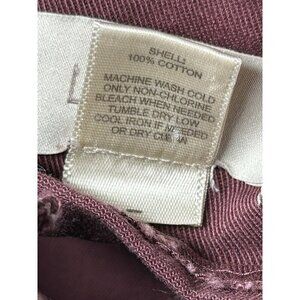 SHELL:
100% COTTON
MACHINE WASH COLD
ONLY NON-CHLORINE
BLEACH WHEN NEEDED
TUMBLE DRY LOW
COOL IRON IF NEEDED
OR DRY